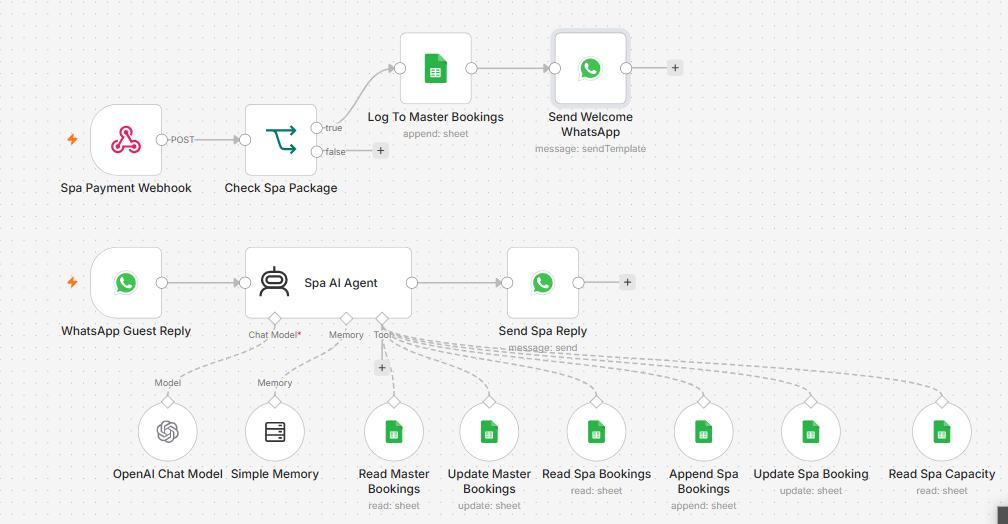 Log To Master Bookings
append: sheet
Send Welcome
WhatsApp
message: sendTemplate
POST
true
false
Spa Payment Webhook
Check Spa Package
Spa AI Agent
WhatsApp Guest Reply
Chat Model*
Memory
Tool
Send Spa Reply
message: send
Model
Memory
OpenAI Chat Model
Simple Memory
Read Master
Bookings
read: sheet
Update Master
Bookings
update: sheet
Read Spa Bookings
read: sheet
Append Spa
Bookings
append: sheet
Update Spa Booking
update: sheet
Read Spa Capacity
read: sheet